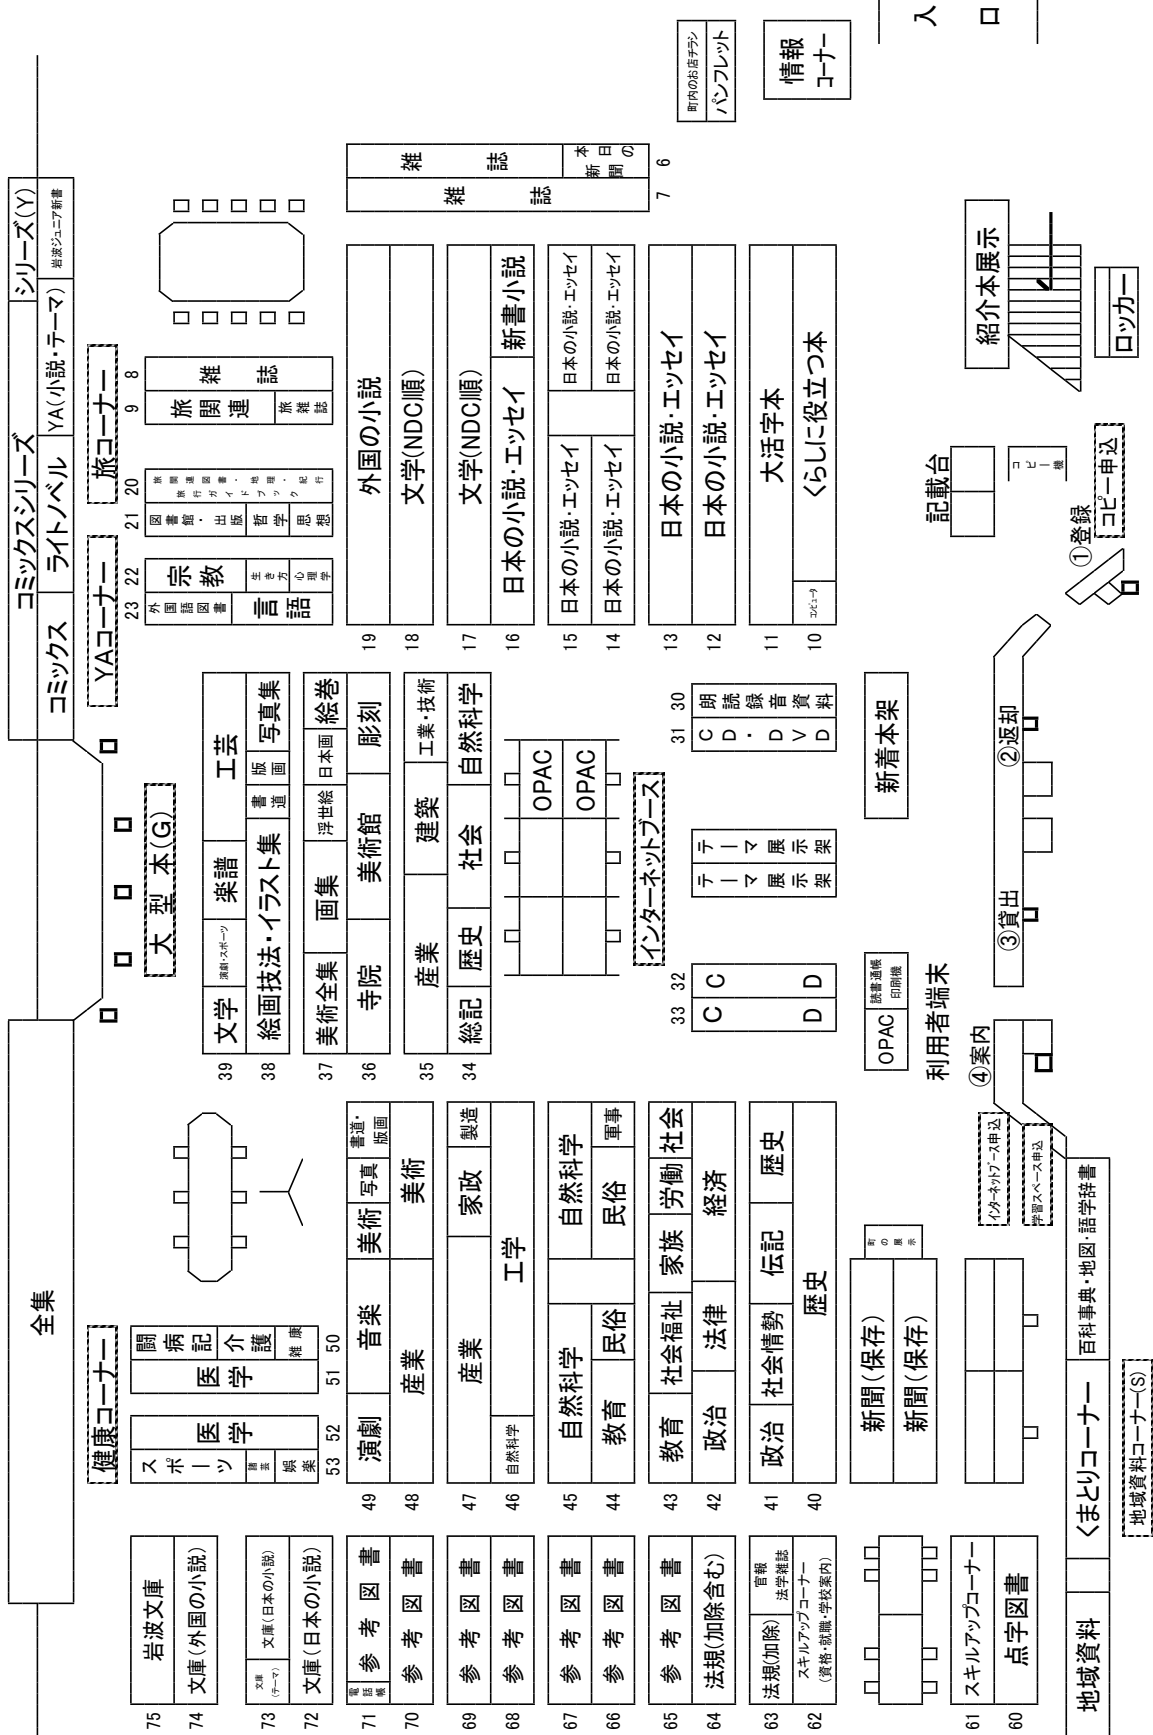 全集
コミックスシリーズ
シリーズ(Y)
コミックス
ライトノベル
YA(小説・テーマ)
岩波ジュニア新書
健康コーナー
YAコーナー
旅コーナー
大型本(G)
75 岩波文庫
74 文庫(外国の小説)
73 文庫(テーマ) 文庫(日本の小説)
72 文庫(日本の小説)
53 スポーツ 諸芸 娯楽
52 医学
51 医学
50 闘病記 介護 健康雑
23 外国語図書 言語
22 宗教 生き方 心理学
21 図書館・出版 哲学 思想
20 旅関連図書・地理・紀行 旅行ガイドブック
9 旅関連 旅雑誌
8 雑誌
39 文学 演劇・スポーツ 楽譜 工芸
38 絵画技法・イラスト集 書道 版画 写真集
37 美術全集 画集 浮世絵 日本画 絵巻
36 寺院 美術館 彫刻
35 産業 建築 工業・技術
34 総記 歴史 社会 自然科学
71 電話帳 参考図書
70 参考図書
69 参考図書
68 参考図書
67 参考図書
66 参考図書
65 参考図書
64 法規(加除含む)
63 法規(加除) 官報 法学雑誌
62 スキルアップコーナー
(資格・就職・学校案内)
49 演劇 音楽 美術 写真 書道・版画
48 産業 美術
47 産業 家政 製造
46 自然科学 工学
45 自然科学 自然科学
44 教育 民俗 民俗 軍事
43 教育 社会福祉 家族 労働 社会
42 政治 法律 経済
41 政治 社会情勢 伝記 歴史
40 歴史
19 外国の小説
18 文学(NDC順)
17 文学(NDC順)
16 日本の小説・エッセイ 新書小説
15 日本の小説・エッセイ 日本の小説・エッセイ
14 日本の小説・エッセイ 日本の小説・エッセイ
13 日本の小説・エッセイ
12 日本の小説・エッセイ
11 大活字本
10 コンピュータ くらしに役立つ本
7 雑誌
6 雑誌 本日の新聞
OPAC
OPAC
インターネットブース
33 CD
32 CD
テーマ展示架
テーマ展示架
31 CD・DVD
30 朗読録音資料
町内のお店チラシ
パンフレット
情報コーナー
入口
新聞(保存)
新聞(保存)
町の展示
OPAC
読書通帳印刷機
利用者端末
新着本架
61 スキルアップコーナー
60 点字図書
④案内
インターネットブース申込
学習スペース申込
③貸出
②返却
①登録
コピー申込
記載台
コピー機
紹介本展示
ロッカー
地域資料
くまとりコーナー
百科事典・地図・語学辞書
地域資料コーナー(S)